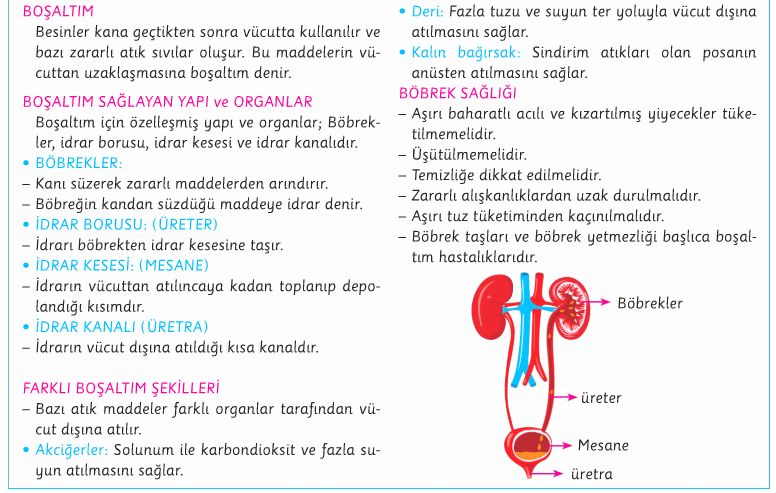 BOŞALTIM
Besinler kana geçtikten sonra vücutta kullanılır ve
bazı zararlı atık sıvılar oluşur. Bu maddelerin vü-
cuttan uzaklaşmasına boşaltım denir.
BOŞALTIM SAĞLAYAN YAPI ve ORGANLAR
Boşaltım için özelleşmiş yapı ve organlar; Böbrek-
ler, idrar borusu, idrar kesesi ve idrar kanalıdır.
• BÖBREKLER:
– Kanı süzerek zararlı maddelerden arındırır.
– Böbreğin kandan süzdüğü maddeye idrar denir.
• İDRAR BORUSU: (ÜRETER)
– İdrarı böbrekten idrar kesesine taşır.
• İDRAR KESESİ: (MESANE)
– İdrarın vücuttan atılıncaya kadan toplanıp depo-
landığı kısımdır.
• İDRAR KANALI (ÜRETRA)
– İdrarın vücut dışına atıldığı kısa kanaldır.
FARKLI BOŞALTIM ŞEKİLLERİ
– Bazı atık maddeler farklı organlar tarafından vü-
cut dışına atılır.
• Akciğerler: Solunum ile karbondioksit ve fazla su-
yun atılmasını sağlar.
• Deri: Fazla tuzu ve suyun ter yoluyla vücut dışına
atılmasını sağlar.
• Kalın bağırsak: Sindirim atıkları olan posanın
anüsten atılmasını sağlar.
BÖBREK SAĞLIĞI
– Aşırı baharatlı acılı ve kızartılmış yiyecekler tüke-
tilmemelidir.
– Üşütülmemelidir.
– Temizliğe dikkat edilmelidir.
– Zararlı alışkanlıklardan uzak durulmalıdır.
– Aşırı tuz tüketiminden kaçınılmalıdır.
– Böbrek taşları ve böbrek yetmezliği başlıca boşal-
tım hastalıklarıdır.
Böbrekler
üreter
Mesane
üretra